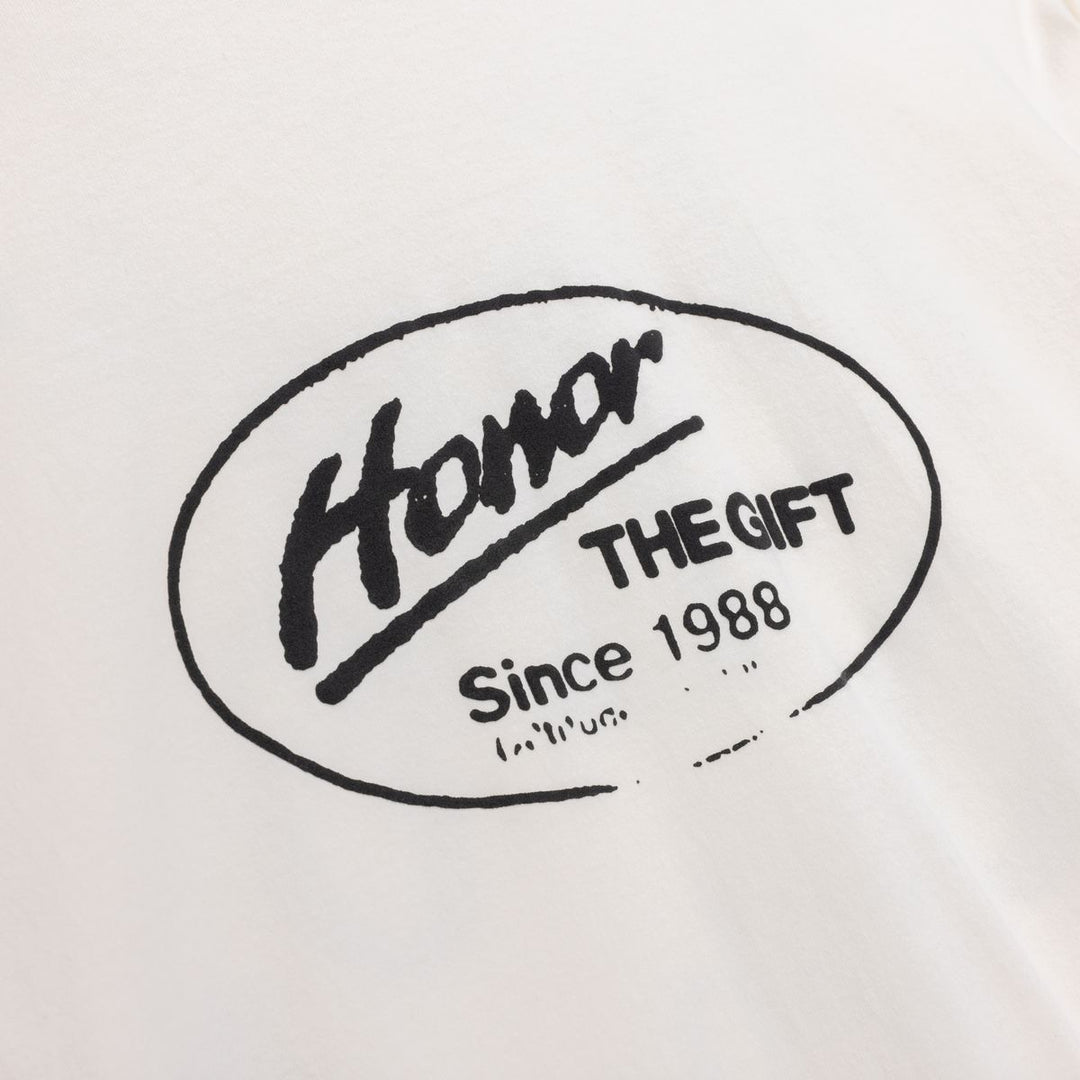 Honor
THE GIFT
Since 1988